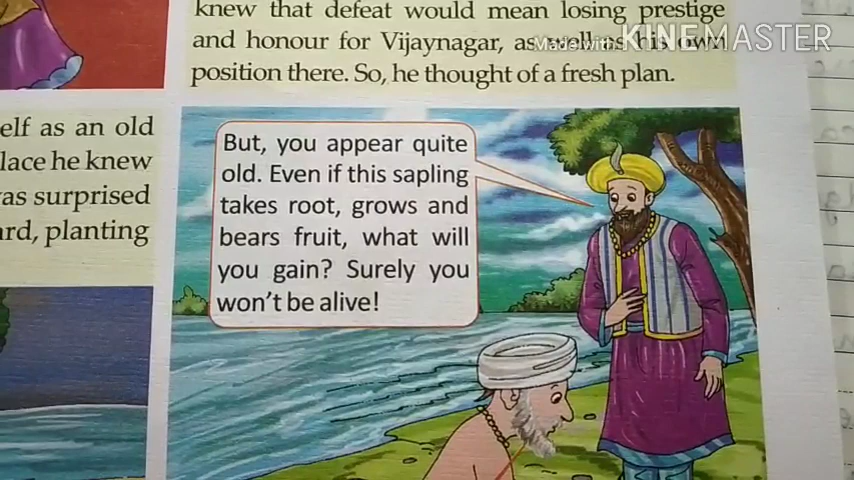 knew that defeat would mean losing prestige
and honour for Vijaynagar, as well as his own
position there. So, he thought of a fresh plan.
Made with KINEMASTER
elf as an old
lace he knew
as surprised
ard, planting
But, you appear quite
old. Even if this sapling
takes root, grows and
bears fruit, what will
you gain? Surely you
won't be alive!